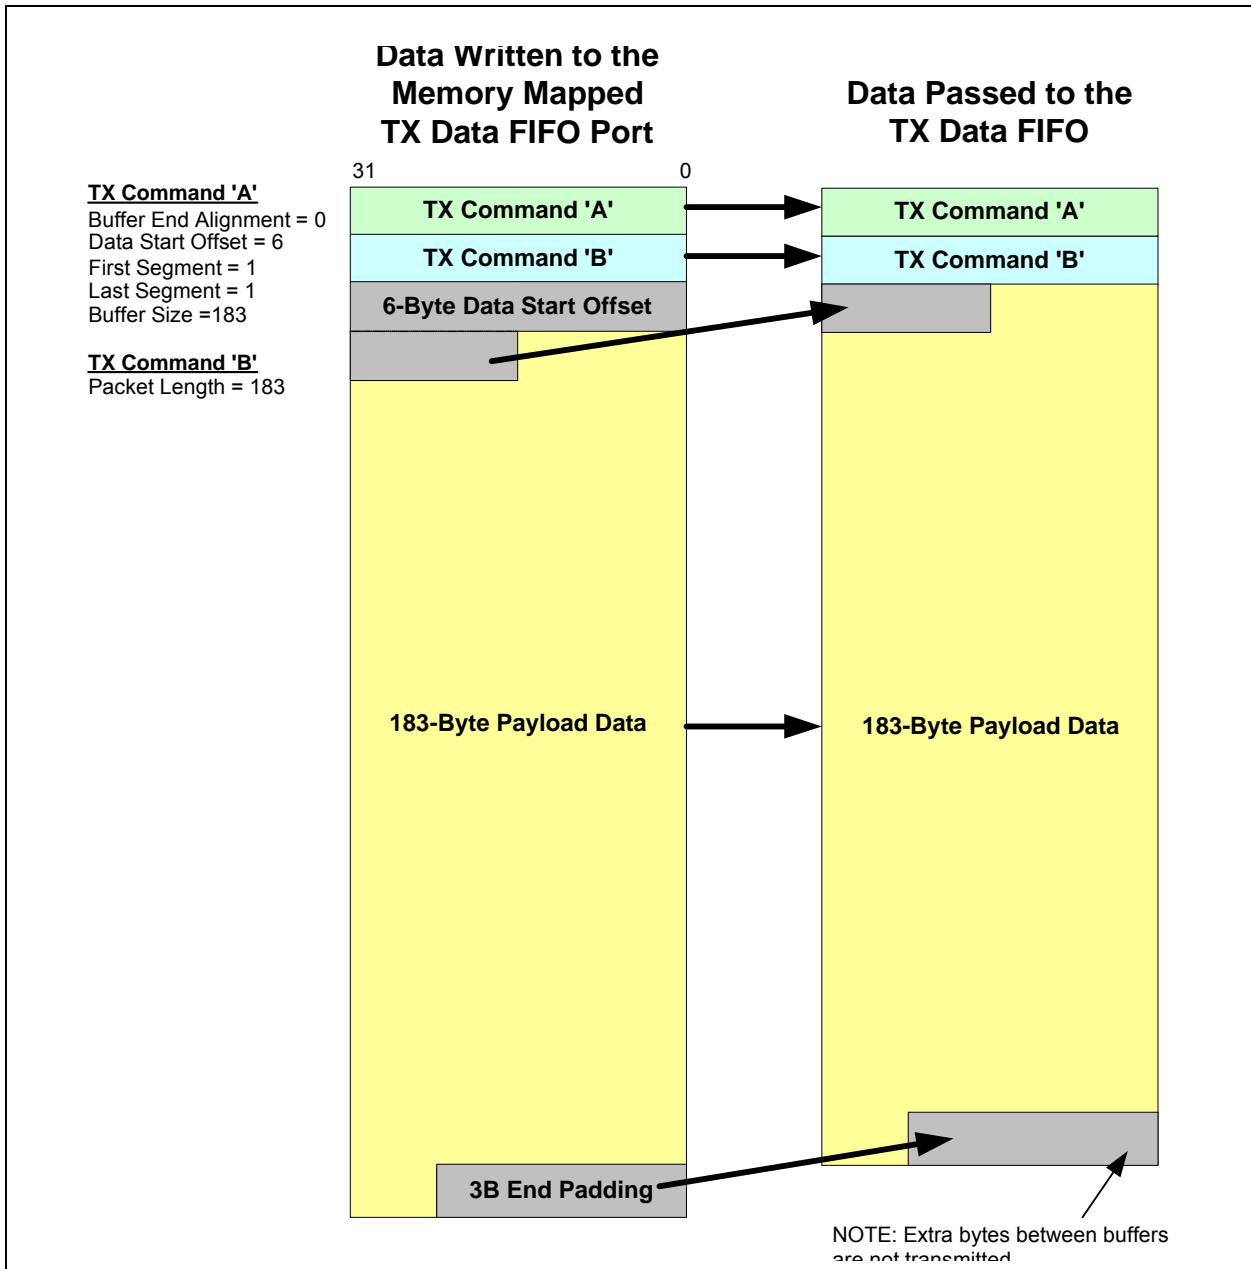 Data Written to the
Memory Mapped
TX Data FIFO Port
Data Passed to the
TX Data FIFO
31
0
TX Command 'A'
Buffer End Alignment = 0
Data Start Offset = 6
First Segment = 1
Last Segment = 1
Buffer Size =183
TX Command 'B'
Packet Length = 183
TX Command 'A'
TX Command 'B'
6-Byte Data Start Offset
183-Byte Payload Data
3B End Padding
TX Command 'A'
TX Command 'B'
183-Byte Payload Data
NOTE: Extra bytes between buffers
are not transmitted